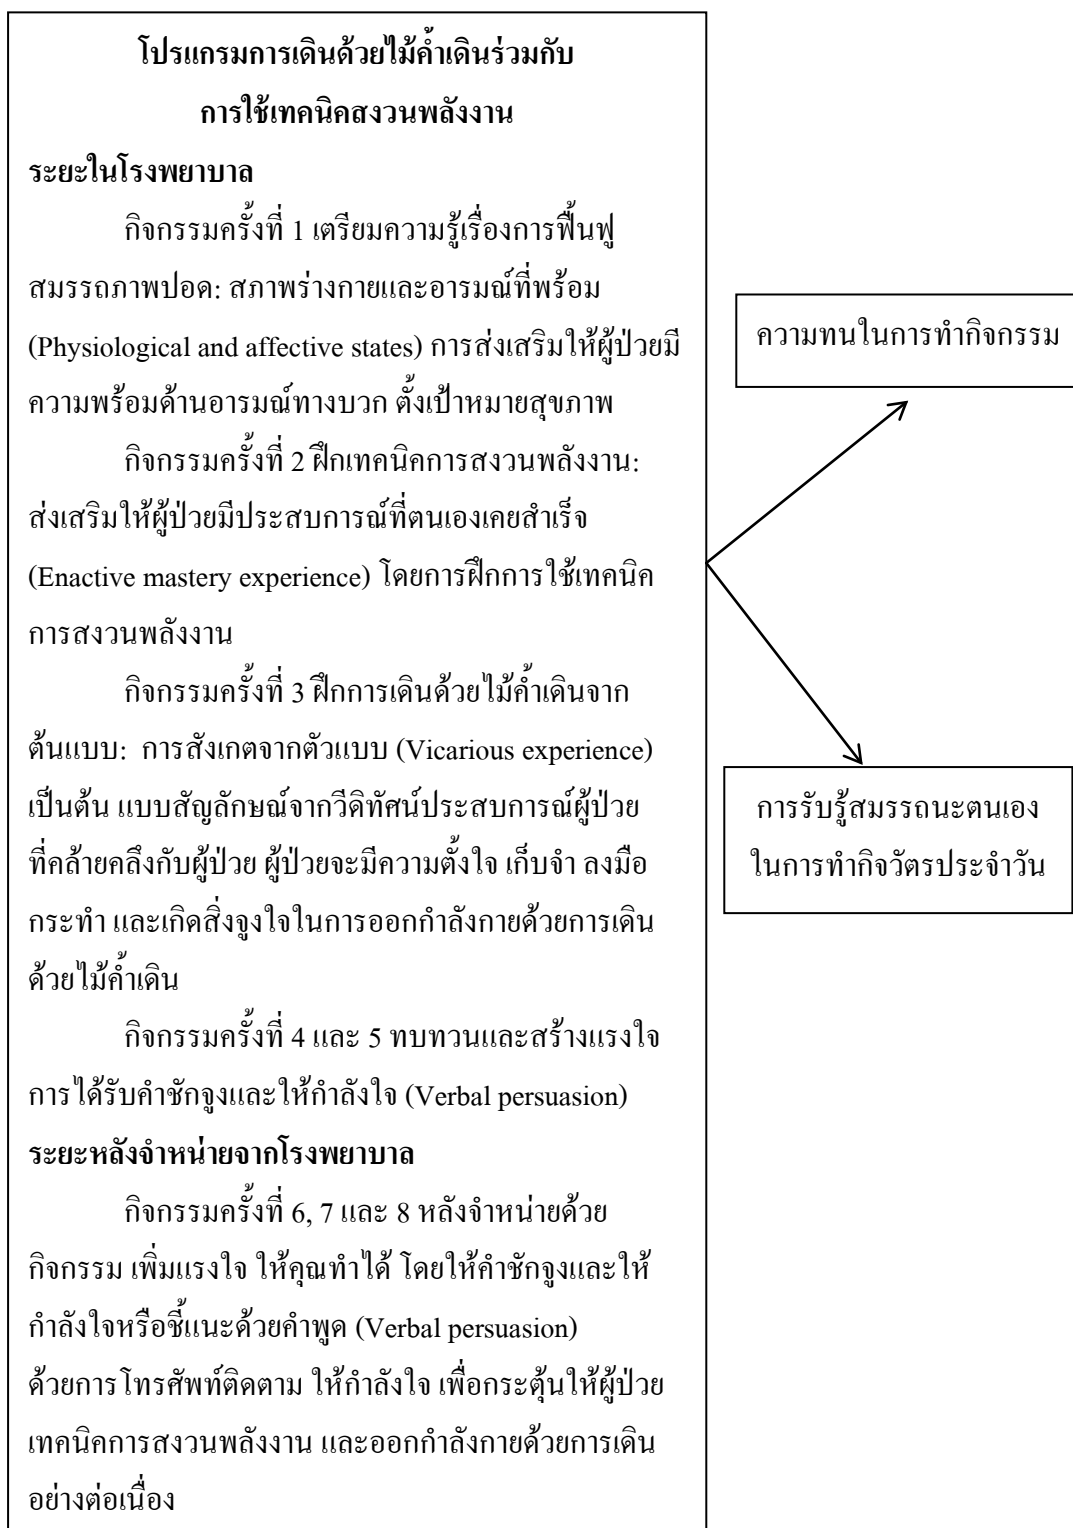 โปรแกรมการเดินด้วยไม้ค้ำเดินร่วมกับ
การใช้เทคนิคสงวนพลังงาน
ระยะในโรงพยาบาล
กิจกรรมครั้งที่ 1 เตรียมความรู้เรื่องการฟื้นฟู
สมรรถภาพปอด: สภาพร่างกายและอารมณ์ที่พร้อม
(Physiological and affective states) การส่งเสริมให้ผู้ป่วยมี
ความพร้อมด้านอารมณ์ทางบวก ตั้งเป้าหมายสุขภาพ
กิจกรรมครั้งที่ 2 ฝึกเทคนิคการสงวนพลังงาน:
ส่งเสริมให้ผู้ป่วยมีประสบการณ์ที่ตนเองเคยสำเร็จ
(Enactive mastery experience) โดยการฝึกการใช้เทคนิค
การสงวนพลังงาน
กิจกรรมครั้งที่ 3 ฝึกการเดินด้วยไม้ค้ำเดินจาก
ต้นแบบ: การสังเกตจากตัวแบบ (Vicarious experience)
เป็นต้น แบบสัญลักษณ์จากวีดิทัศน์ประสบการณ์ผู้ป่วย
ที่คล้ายคลึงกับผู้ป่วย ผู้ป่วยจะมีความตั้งใจ เก็บจำ ลงมือ
กระทำ และเกิดสิ่งจูงใจในการออกกำลังกายด้วยการเดิน
ด้วยไม้ค้ำเดิน
กิจกรรมครั้งที่ 4 และ 5 ทบทวนและสร้างแรงใจ
การได้รับคำชักจูงและให้กำลังใจ (Verbal persuasion)
ระยะหลังจำหน่ายจากโรงพยาบาล
กิจกรรมครั้งที่ 6, 7 และ 8 หลังจำหน่ายด้วย
กิจกรรม เพิ่มแรงใจ ให้คุณทำได้ โดยให้คำชักจูงและให้
กำลังใจหรือชี้แนะด้วยคำพูด (Verbal persuasion)
ด้วยการโทรศัพท์ติดตาม ให้กำลังใจ เพื่อกระตุ้นให้ผู้ป่วย
เทคนิคการสงวนพลังงาน และออกกำลังกายด้วยการเดิน
อย่างต่อเนื่อง
ความทนในการทำกิจกรรม
การรับรู้สมรรถนะตนเอง
ในการทำกิจวัตรประจำวัน